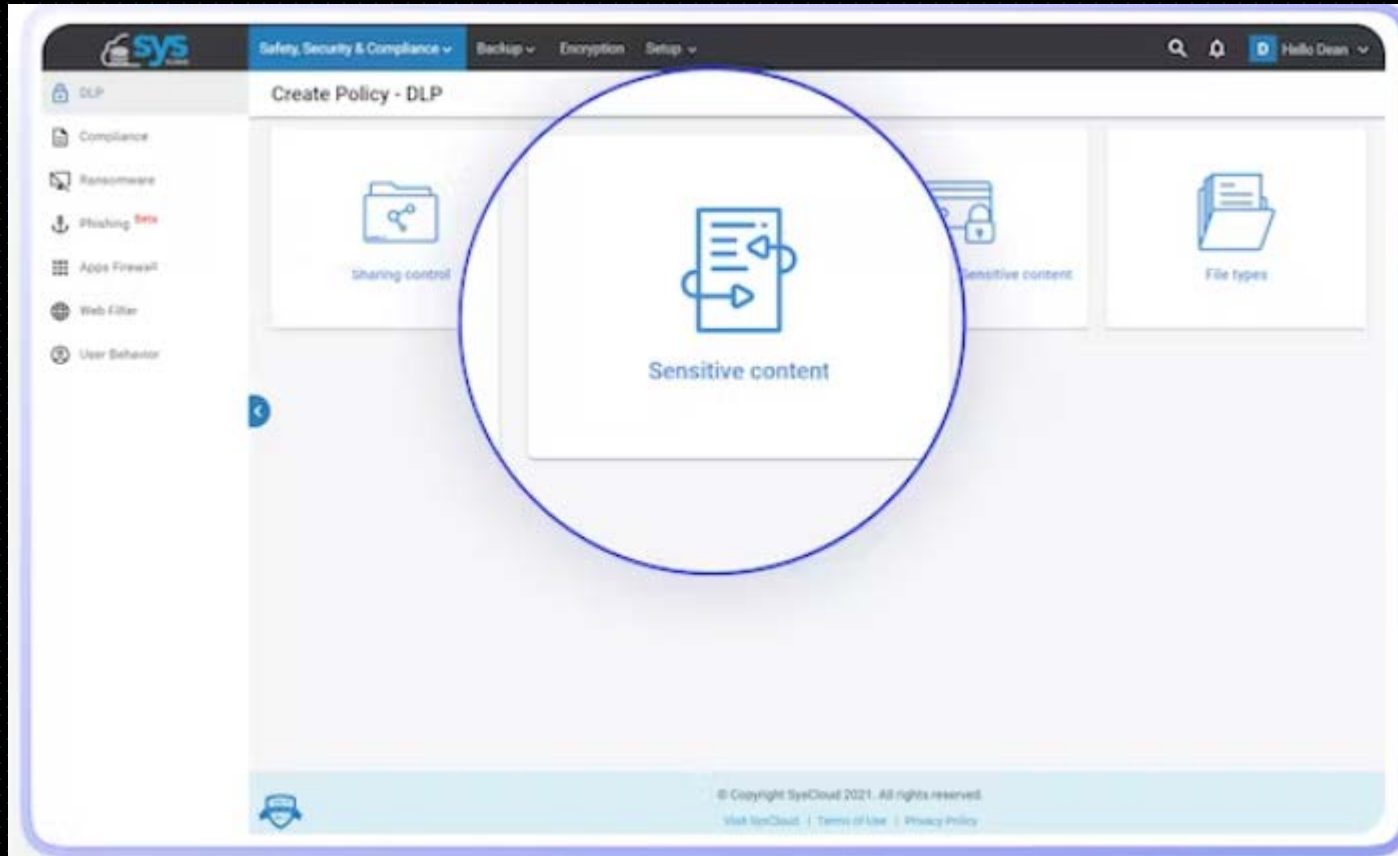 SYS
Safety, Security & Compliance
Backup
Encryption
Setup
D
Hello Dean
DLP
Compliance
Ransomware
Phishing Beta
Apps Firewall
Web Filter
User Behavior
Create Policy - DLP
Sharing control
Sensitive content
Sensitive content
File types
© Copyright SysCloud 2021. All rights reserved.
Visit SysCloud | Terms of Use | Privacy Policy